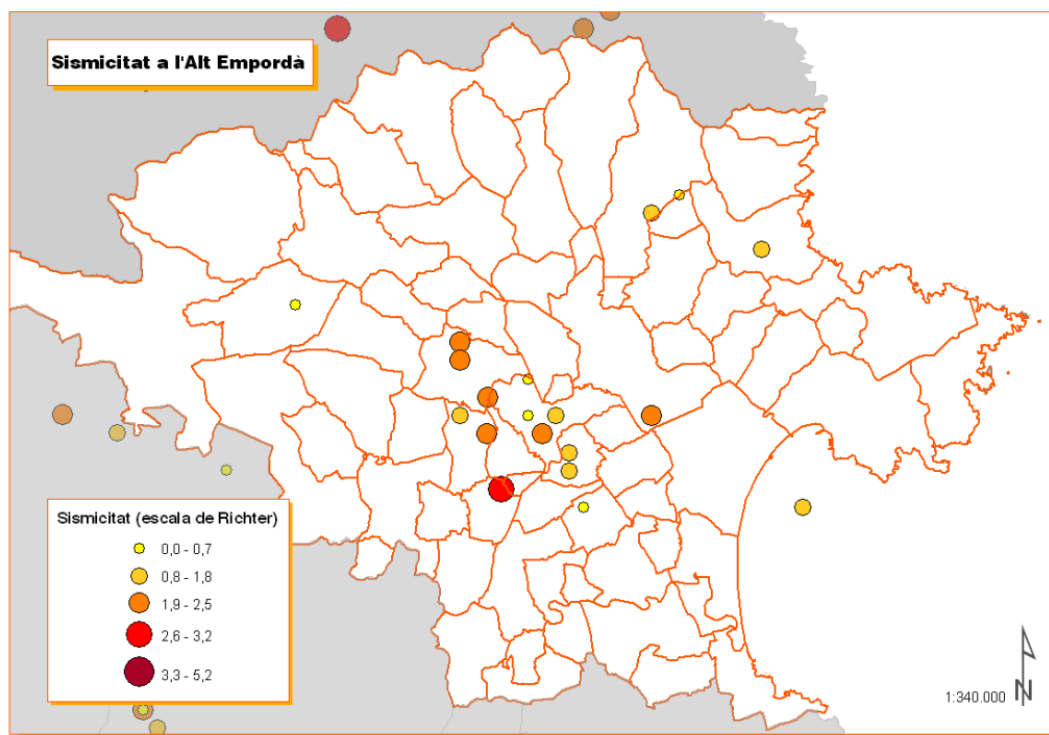 Sismicitat a l'Alt Empordà
Sismicitat (escala de Richter)
0,0 - 0,7
0,8 - 1,8
1,9 - 2,5
2,6 - 3,2
3,3 - 5,2
1:340.000
N